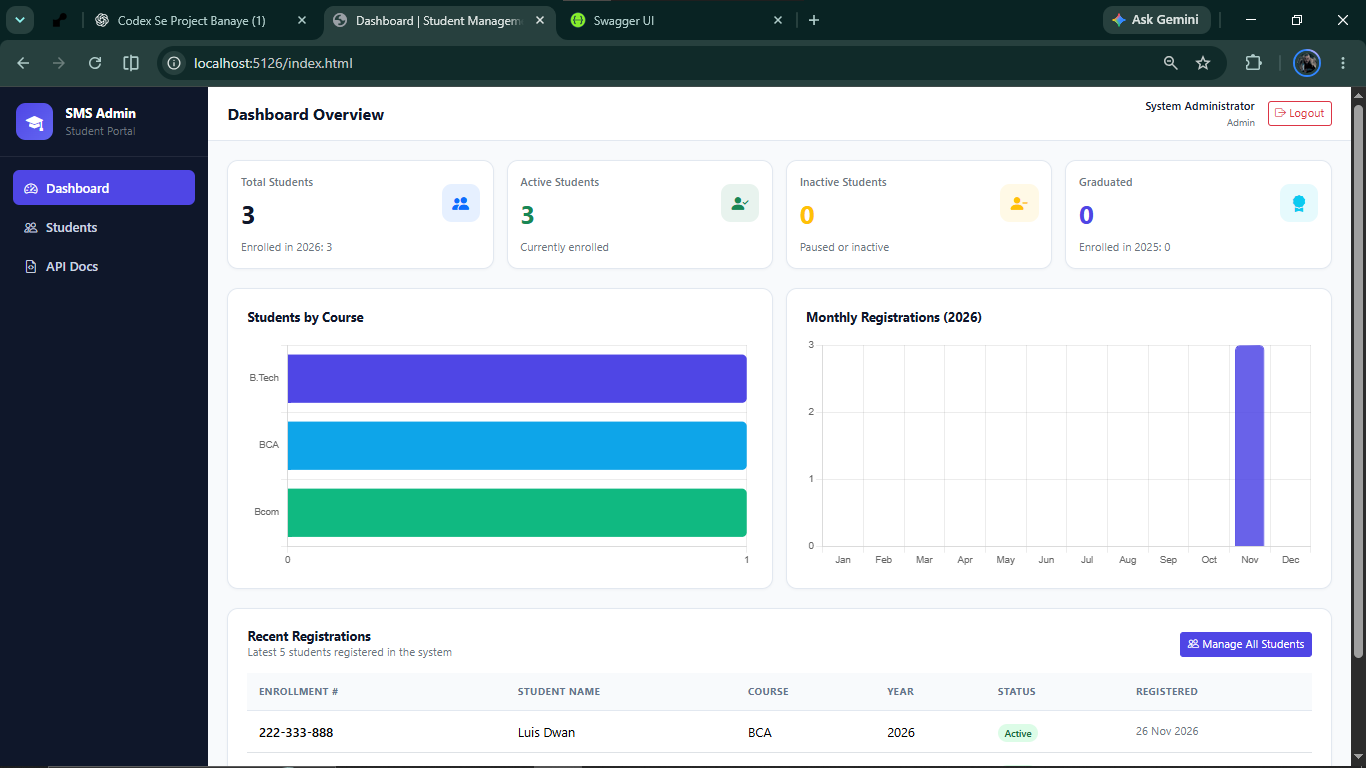 Codex Se Project Banaye (1)
Dashboard | Student Managem
Swagger UI
Ask Gemini
localhost:5126/index.html
SMS Admin
Student Portal
Dashboard
Students
API Docs
Dashboard Overview
System Administrator
Admin
Logout
Total Students
3
Enrolled in 2026: 3
Active Students
3
Currently enrolled
Inactive Students
0
Paused or inactive
Graduated
0
Enrolled in 2025: 0
Students by Course
B.Tech
BCA
Bcom
0 1
Monthly Registrations (2026)
3
2
1
0
Jan Feb Mar Apr May Jun Jul Aug Sep Oct Nov Dec
Recent Registrations
Latest 5 students registered in the system
Manage All Students
ENROLLMENT # STUDENT NAME COURSE YEAR STATUS REGISTERED
222-333-888 Luis Dwan BCA 2026 Active 26 Nov 2026